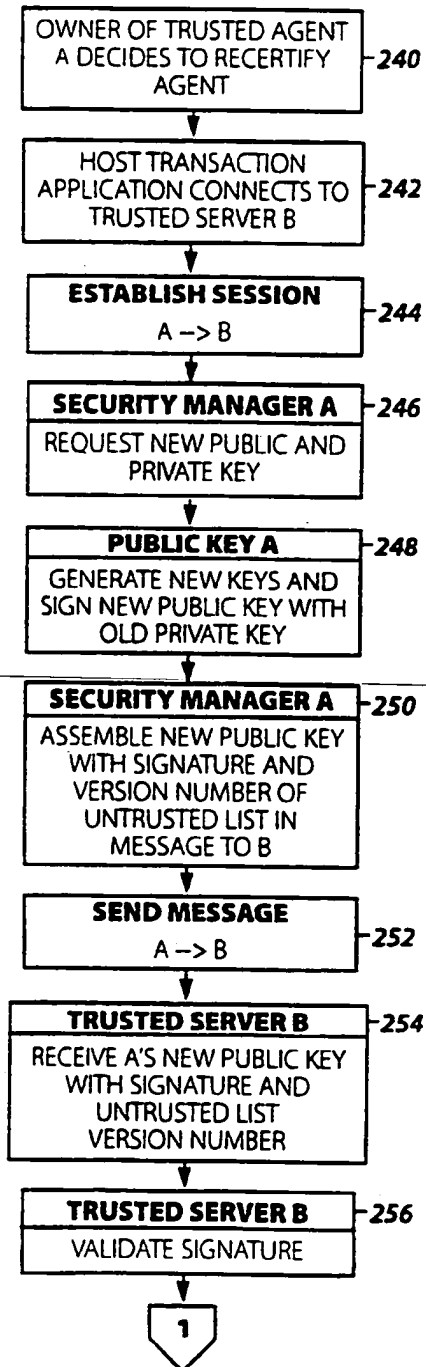 OWNER OF TRUSTED AGENT
A DECIDES TO RECERTIFY
AGENT
240
HOST TRANSACTION
APPLICATION CONNECTS TO
TRUSTED SERVER B
242
ESTABLISH SESSION
A –> B
244
SECURITY MANAGER A
246
REQUEST NEW PUBLIC AND
PRIVATE KEY
PUBLIC KEY A
248
GENERATE NEW KEYS AND
SIGN NEW PUBLIC KEY WITH
OLD PRIVATE KEY
SECURITY MANAGER A
250
ASSEMBLE NEW PUBLIC KEY
WITH SIGNATURE AND
VERSION NUMBER OF
UNTRUSTED LIST IN
MESSAGE TO B
SEND MESSAGE
A –> B
252
TRUSTED SERVER B
254
RECEIVE A'S NEW PUBLIC KEY
WITH SIGNATURE AND
UNTRUSTED LIST
VERSION NUMBER
TRUSTED SERVER B
256
VALIDATE SIGNATURE
1